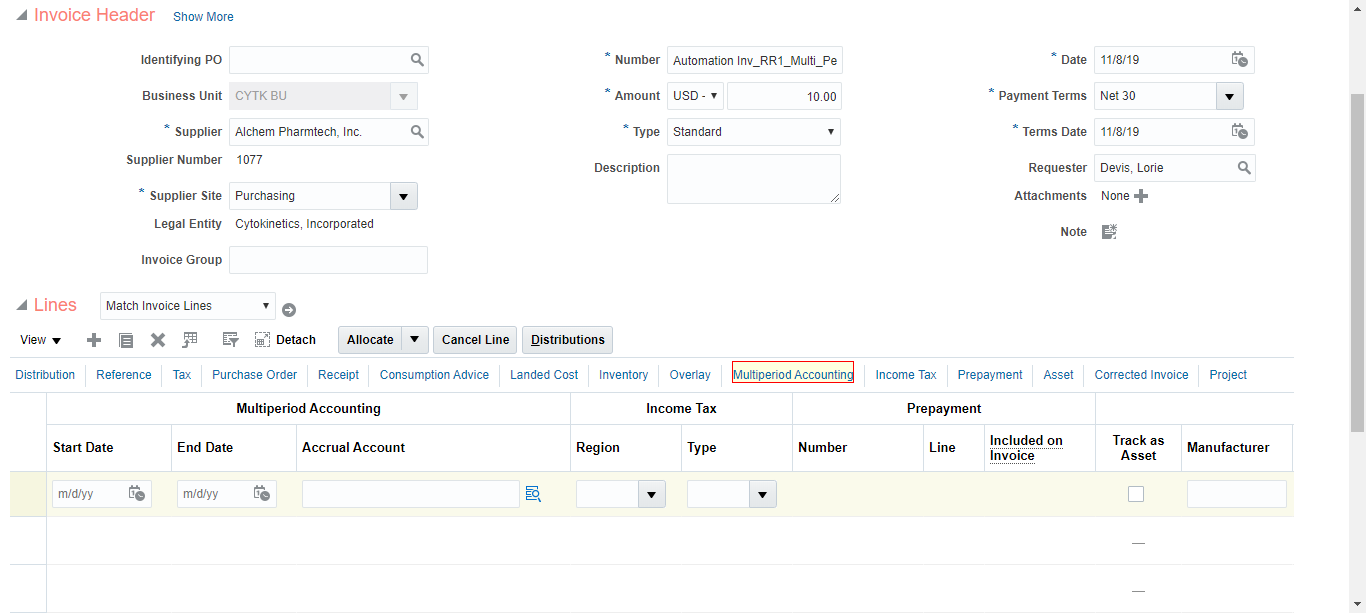 Invoice Header Show More
Identifying PO
* Number Automation Inv_RR1_Multi_Pe
* Date 11/8/19
Business Unit CYTK BU
* Amount USD - 10.00
* Payment Terms Net 30
* Supplier Alchem Pharmtech, Inc.
* Type Standard
* Terms Date 11/8/19
Supplier Number 1077
Description
Requester Devis, Lorie
* Supplier Site Purchasing
Attachments None
Legal Entity Cytokinetics, Incorporated
Note
Invoice Group
Lines Match Invoice Lines
View Detach Allocate Cancel Line Distributions
Distribution Reference Tax Purchase Order Receipt Consumption Advice Landed Cost Inventory Overlay Multiperiod Accounting Income Tax Prepayment Asset Corrected Invoice Project
Multiperiod Accounting Income Tax Prepayment
Start Date End Date Accrual Account Region Type Number Line Included on Invoice Track as Asset Manufacturer
m/d/yy m/d/yy
—
—